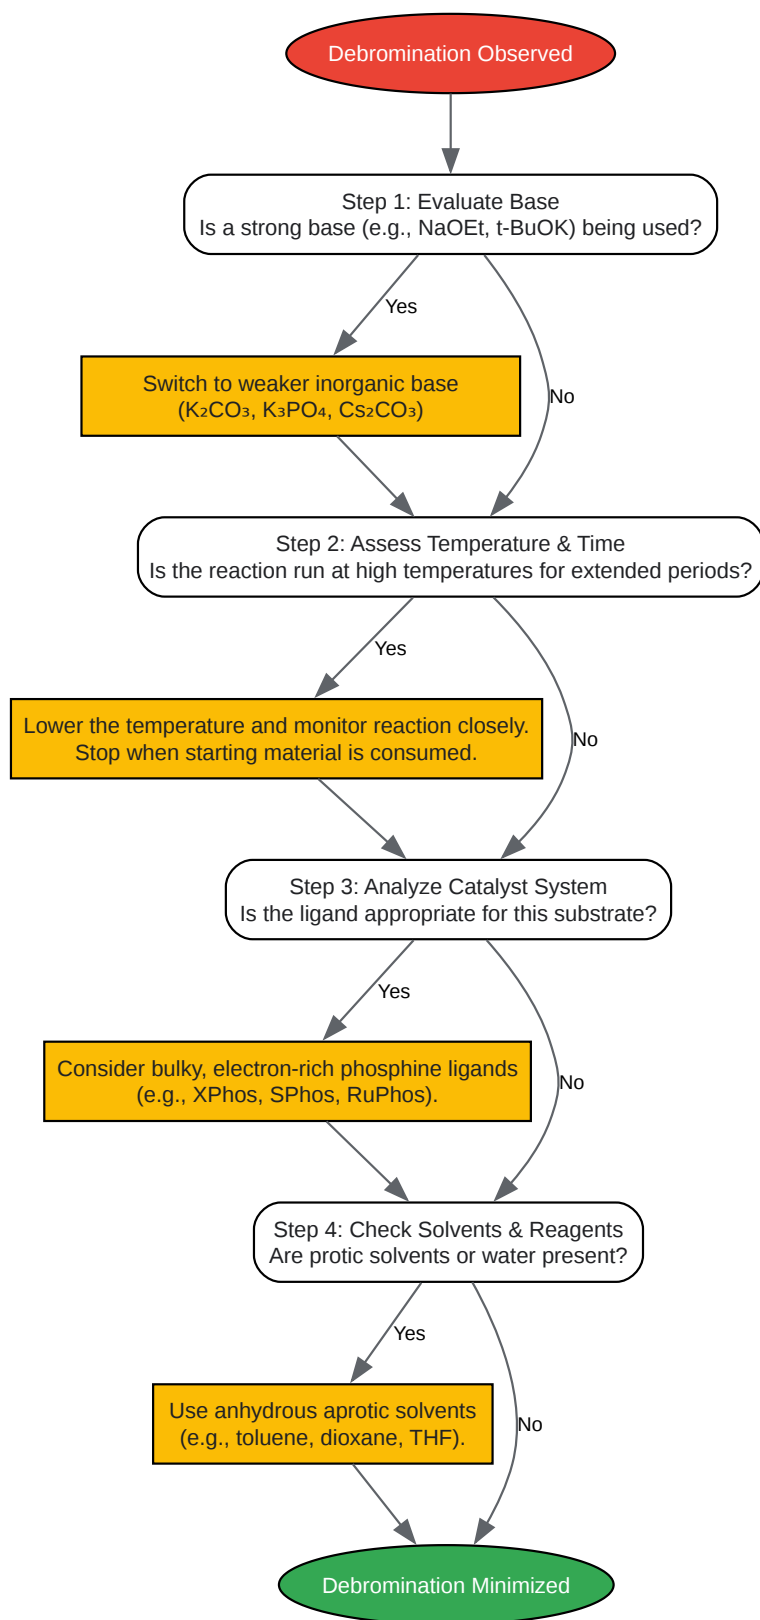 Debromination Observed
Step 1: Evaluate Base
Is a strong base (e.g., NaOEt, t-BuOK) being used?
Yes
Switch to weaker inorganic base
(K₂CO₃, K₃PO₄, Cs₂CO₃)
No
Step 2: Assess Temperature & Time
Is the reaction run at high temperatures for extended periods?
Yes
Lower the temperature and monitor reaction closely.
Stop when starting material is consumed.
No
Step 3: Analyze Catalyst System
Is the ligand appropriate for this substrate?
Yes
Consider bulky, electron-rich phosphine ligands
(e.g., XPhos, SPhos, RuPhos).
No
Step 4: Check Solvents & Reagents
Are protic solvents or water present?
Yes
Use anhydrous aprotic solvents
(e.g., toluene, dioxane, THF).
No
Debromination Minimized